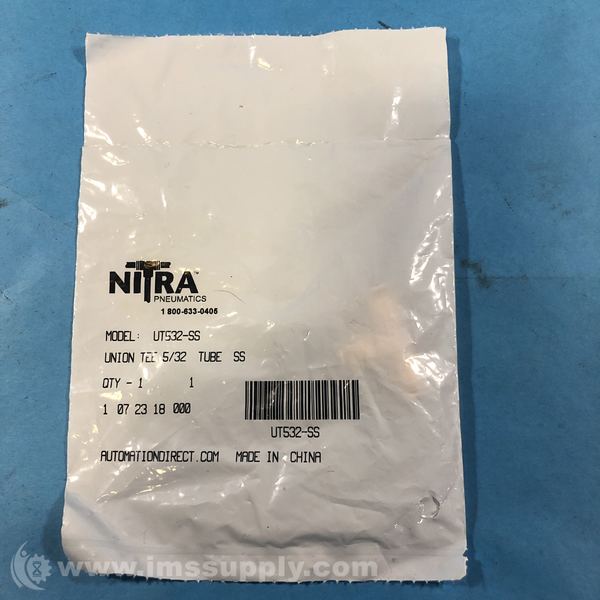 NITRA
PNEUMATICS
1 800-633-0405
MODEL: UT532-SS
UNION TEE 5/32 TUBE SS
QTY - 1 1
1 07 23 18 000
UT532-SS
AUTOMATIONDIRECT.COM MADE IN CHINA
www.imssupply.com